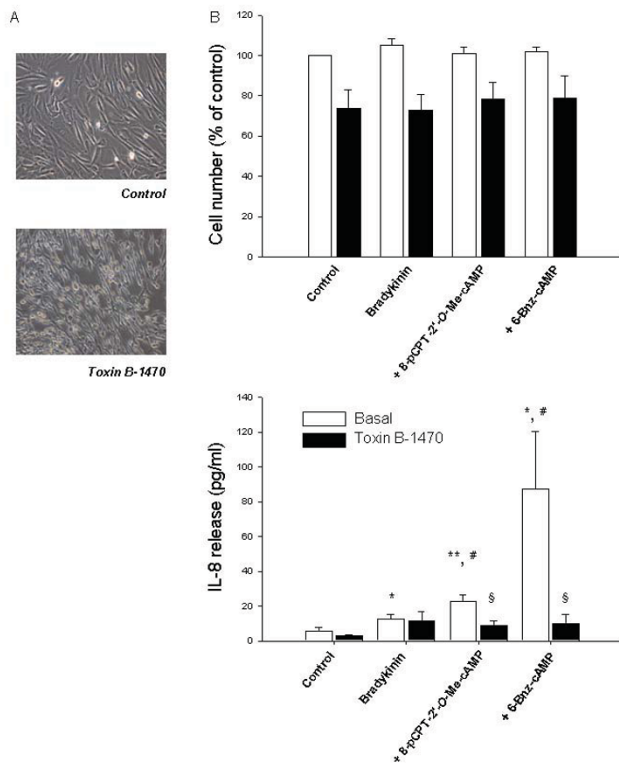 A
B
Control
Toxin B-1470
Cell number (% of control)
120
100
80
60
40
20
0
Control
Bradykinin
+ 8-pCPT-2'-O-Me-cAMP
+ 6-Bnz-cAMP
IL-8 release (pg/ml)
140
120
100
80
60
40
20
0
Basal
Toxin B-1470
*
**, #
§
*, #
§
Control
Bradykinin
+ 8-pCPT-2'-O-Me-cAMP
+ 6-Bnz-cAMP